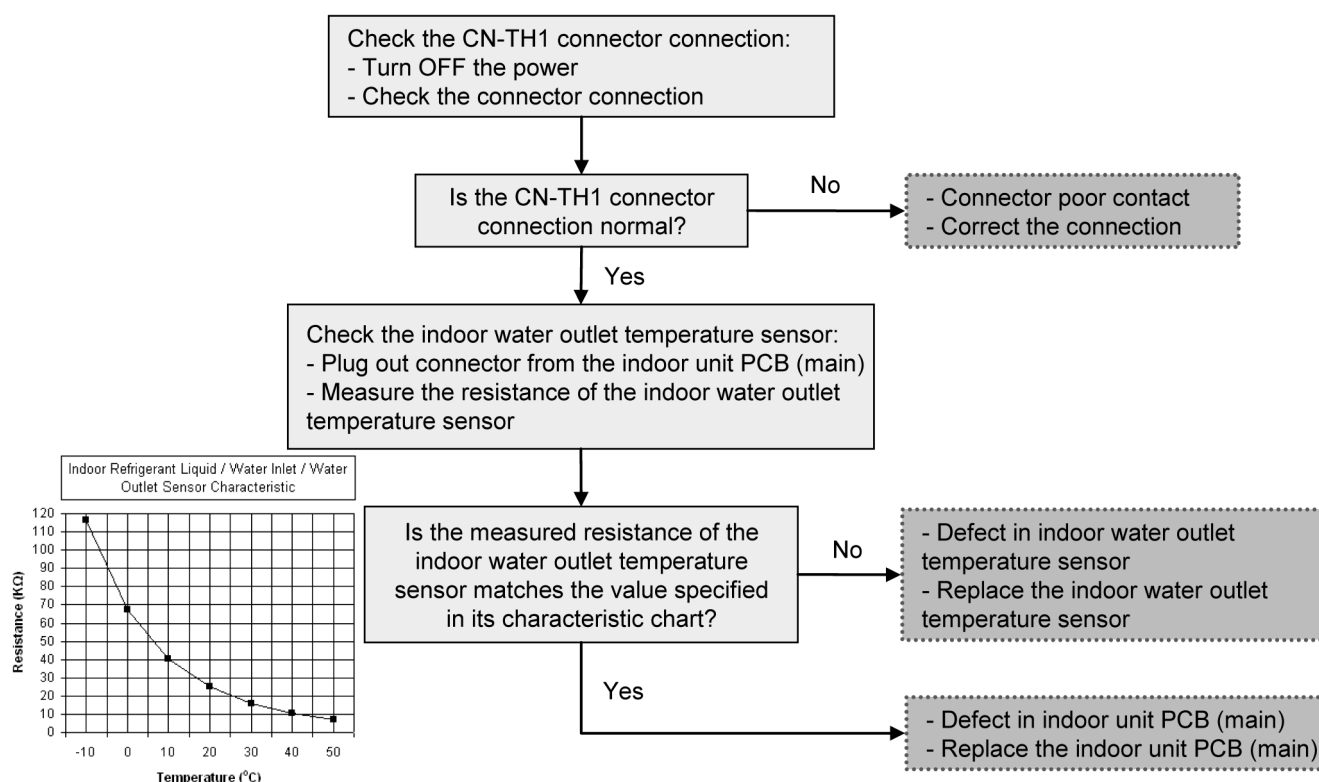 Check the CN-TH1 connector connection:
- Turn OFF the power
- Check the connector connection
Is the CN-TH1 connector
connection normal?
No
- Connector poor contact
- Correct the connection
Yes
Check the indoor water outlet temperature sensor:
- Plug out connector from the indoor unit PCB (main)
- Measure the resistance of the indoor water outlet
temperature sensor
Indoor Refrigerant Liquid / Water Inlet / Water
Outlet Sensor Characteristic
Resistance (KΩ)
120
110
100
90
80
70
60
50
40
30
20
10
0
-10 0 10 20 30 40 50
Temperature (°C)
Is the measured resistance of the
indoor water outlet temperature
sensor matches the value specified
in its characteristic chart?
No
- Defect in indoor water outlet
temperature sensor
- Replace the indoor water outlet
temperature sensor
Yes
- Defect in indoor unit PCB (main)
- Replace the indoor unit PCB (main)